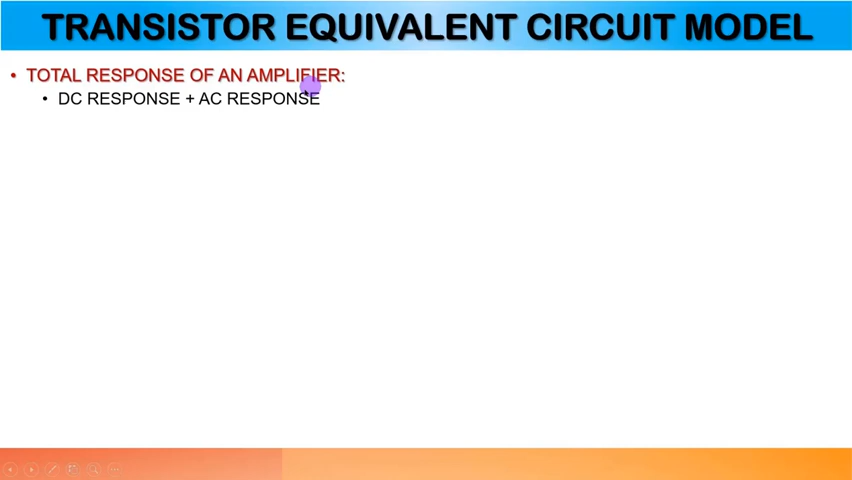 TRANSISTOR EQUIVALENT CIRCUIT MODEL
• TOTAL RESPONSE OF AN AMPLIFIER:
• DC RESPONSE + AC RESPONSE